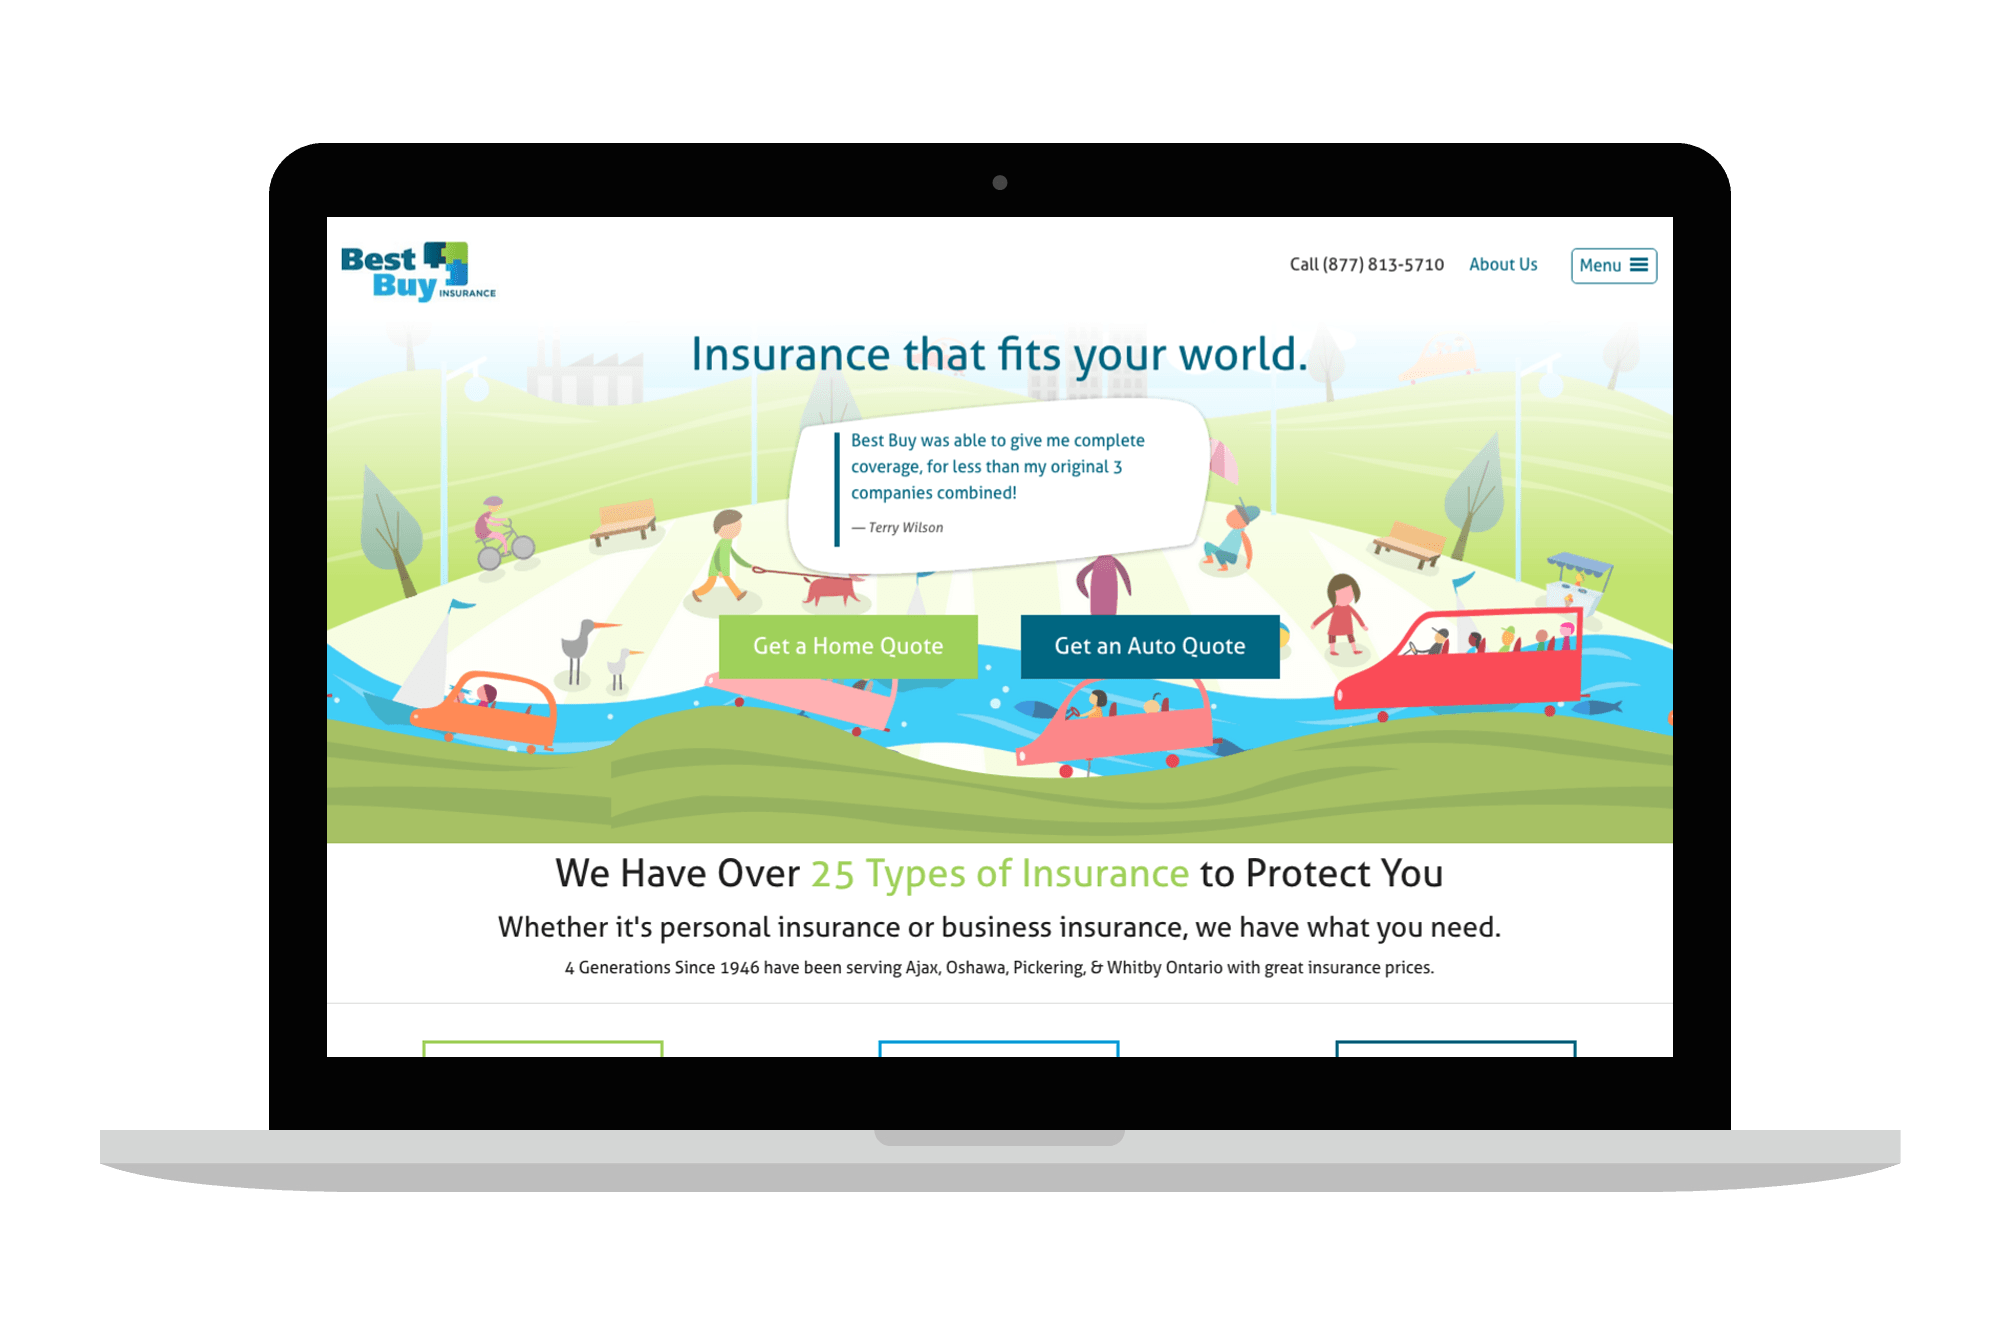 Best
Buy INSURANCE
Call (877) 813-5710 About Us Menu
Insurance that fits your world.
Best Buy was able to give me complete
coverage, for less than my original 3
companies combined!
— Terry Wilson
Get a Home Quote Get an Auto Quote
We Have Over 25 Types of Insurance to Protect You
Whether it's personal insurance or business insurance, we have what you need.
4 Generations Since 1946 have been serving Ajax, Oshawa, Pickering, & Whitby Ontario with great insurance prices.